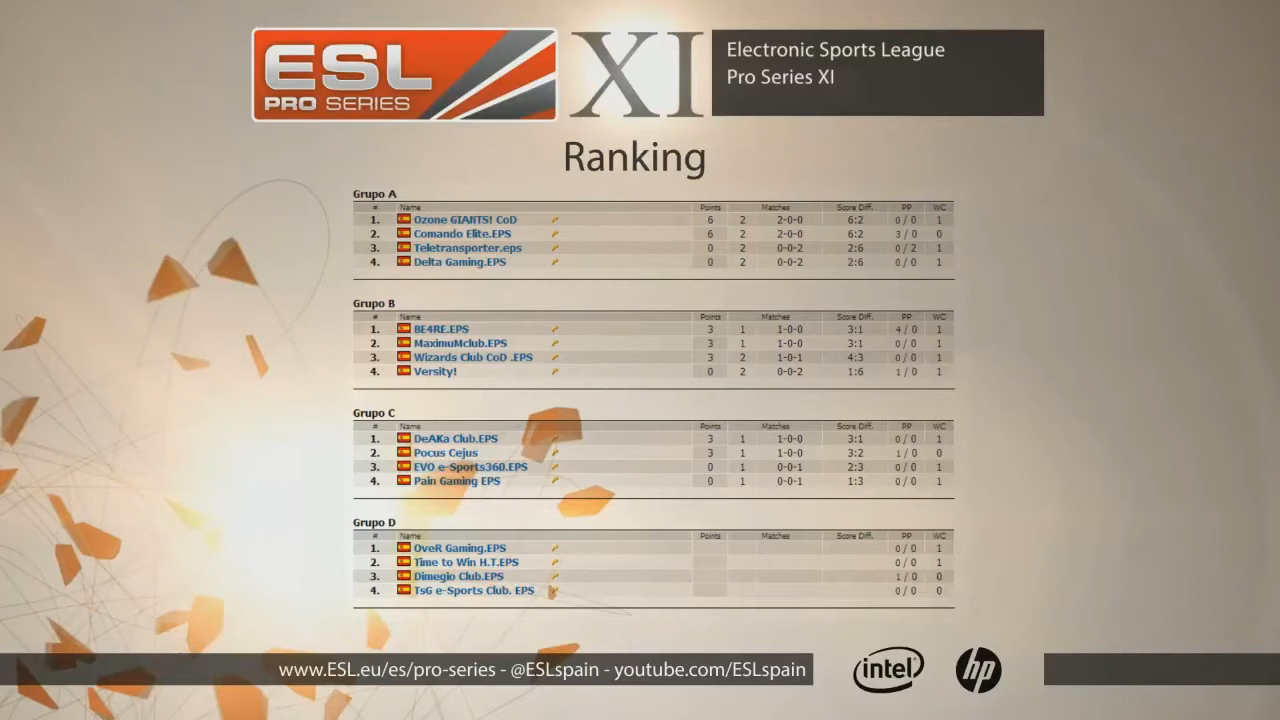 ESL
PRO SERIES
XI
Electronic Sports League
Pro Series XI
Ranking
Grupo A
# Name Points Matches Score Diff. PP WC
1. Ozone GIANTS! CoD 6 2 2-0-0 6:2 0 / 0 1
2. Comando Elite.EPS 6 2 2-0-0 6:2 3 / 0 0
3. Teletransporter.eps 0 2 0-0-2 2:6 0 / 2 1
4. Delta Gaming.EPS 0 2 0-0-2 2:6 0 / 0 1
Grupo B
# Name Points Matches Score Diff. PP WC
1. BE4RE.EPS 3 1 1-0-0 3:1 4 / 0 1
2. MaximuMclub.EPS 3 1 1-0-0 3:1 0 / 0 1
3. Wizards Club CoD .EPS 3 2 1-0-1 4:3 0 / 0 1
4. Versity! 0 2 0-0-2 1:6 1 / 0 1
Grupo C
# Name Points Matches Score Diff. PP WC
1. DeAKa Club.EPS 3 1 1-0-0 3:1 0 / 0 1
2. Pocus Cejus 3 1 1-0-0 3:2 1 / 0 0
3. EVO e-Sports360.EPS 0 1 0-0-1 2:3 0 / 0 1
4. Pain Gaming EPS 0 1 0-0-1 1:3 0 / 0 1
Grupo D
# Name Points Matches Score Diff. PP WC
1. OveR Gaming.EPS 0 / 0 1
2. Time to Win H.T.EPS 0 / 0 1
3. Dimegio Club.EPS 1 / 0 0
4. TsG e-Sports Club. EPS 0 / 0 0
www.ESL.eu/es/pro-series - @ESLspain - youtube.com/ESLspain
intel
hp